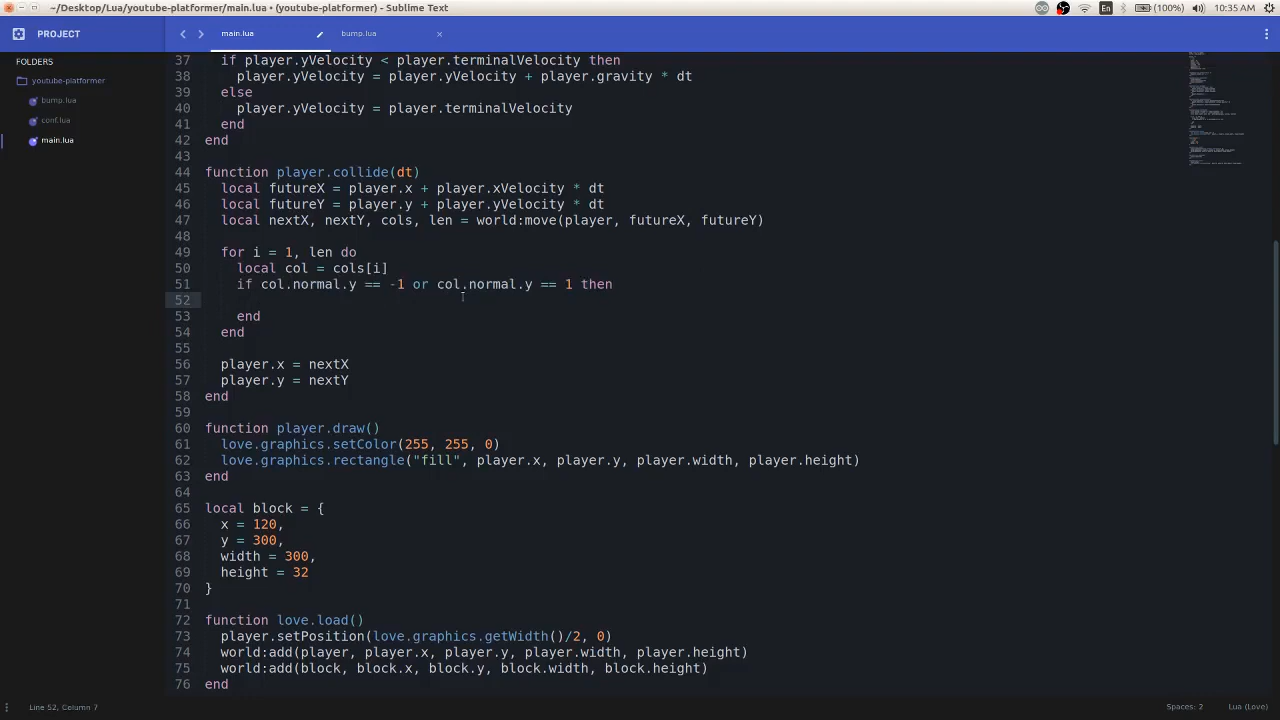 ~/Desktop/Lua/youtube-platformer/main.lua • (youtube-platformer) - Sublime Text
En
(100%)
10:35 AM
PROJECT
main.lua
bump.lua
FOLDERS
youtube-platformer
bump.lua
conf.lua
main.lua
37 if player.yVelocity < player.terminalVelocity then
38 player.yVelocity = player.yVelocity + player.gravity * dt
39 else
40 player.yVelocity = player.terminalVelocity
41 end
42 end
43
44 function player.collide(dt)
45 local futureX = player.x + player.xVelocity * dt
46 local futureY = player.y + player.yVelocity * dt
47 local nextX, nextY, cols, len = world:move(player, futureX, futureY)
48
49 for i = 1, len do
50 local col = cols[i]
51 if col.normal.y == -1 or col.normal.y == 1 then
52
53 end
54 end
55
56 player.x = nextX
57 player.y = nextY
58 end
59
60 function player.draw()
61 love.graphics.setColor(255, 255, 0)
62 love.graphics.rectangle("fill", player.x, player.y, player.width, player.height)
63 end
64
65 local block = {
66 x = 120,
67 y = 300,
68 width = 300,
69 height = 32
70 }
71
72 function love.load()
73 player.setPosition(love.graphics.getWidth()/2, 0)
74 world:add(player, player.x, player.y, player.width, player.height)
75 world:add(block, block.x, block.y, block.width, block.height)
76 end
Line 52, Column 7
Spaces: 2
Lua (Love)